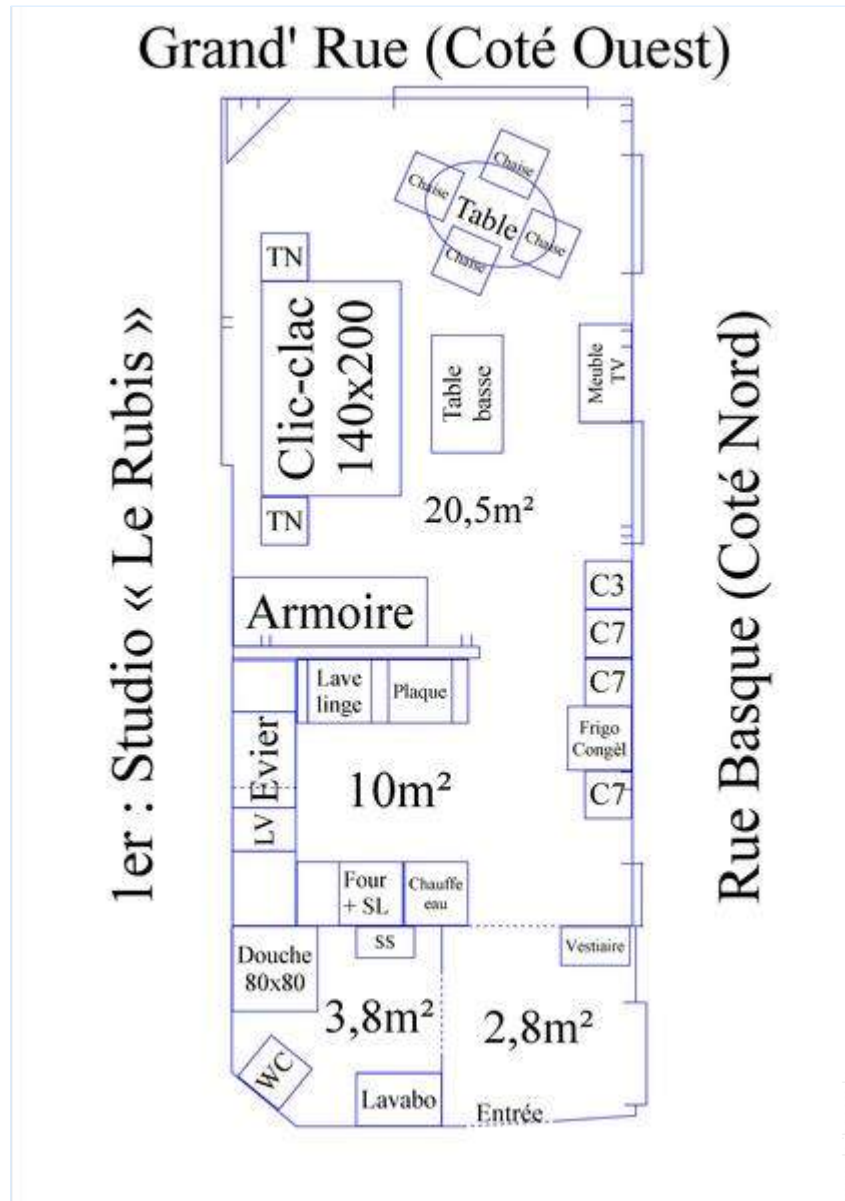 Grand' Rue (Coté Ouest)
Chaise
Chaise
Table
Chaise
Chaise
TN
Clic-clac
140x200
TN
Table
basse
Meuble
TV
20,5m²
1er : Studio « Le Rubis »
Rue Basque (Coté Nord)
Armoire
C3
C7
C7
Frigo
Congèl
C7
Lave
linge
Plaque
Evier
LV
10m²
Four
+ SL
Chauffe
eau
Douche
80x80
SS
Vestiaire
3,8m²
2,8m²
WC
Lavabo
Entrée